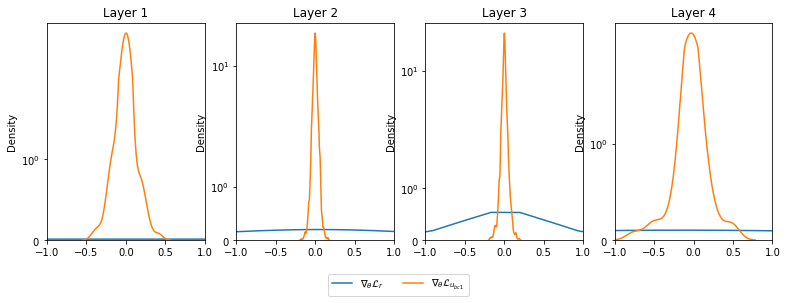 Layer 1 Layer 2 Layer 3 Layer 4
Density Density Density Density
10¹ 10¹
10⁰ 10⁰ 10⁰ 10⁰
0 0 0 0
−1.0 −0.5 0.0 0.5 1.0 −1.0 −0.5 0.0 0.5 1.0 −1.0 −0.5 0.0 0.5 1.0 −1.0 −0.5 0.0 0.5 1.0
∇θℒr ∇θℒu_bc1